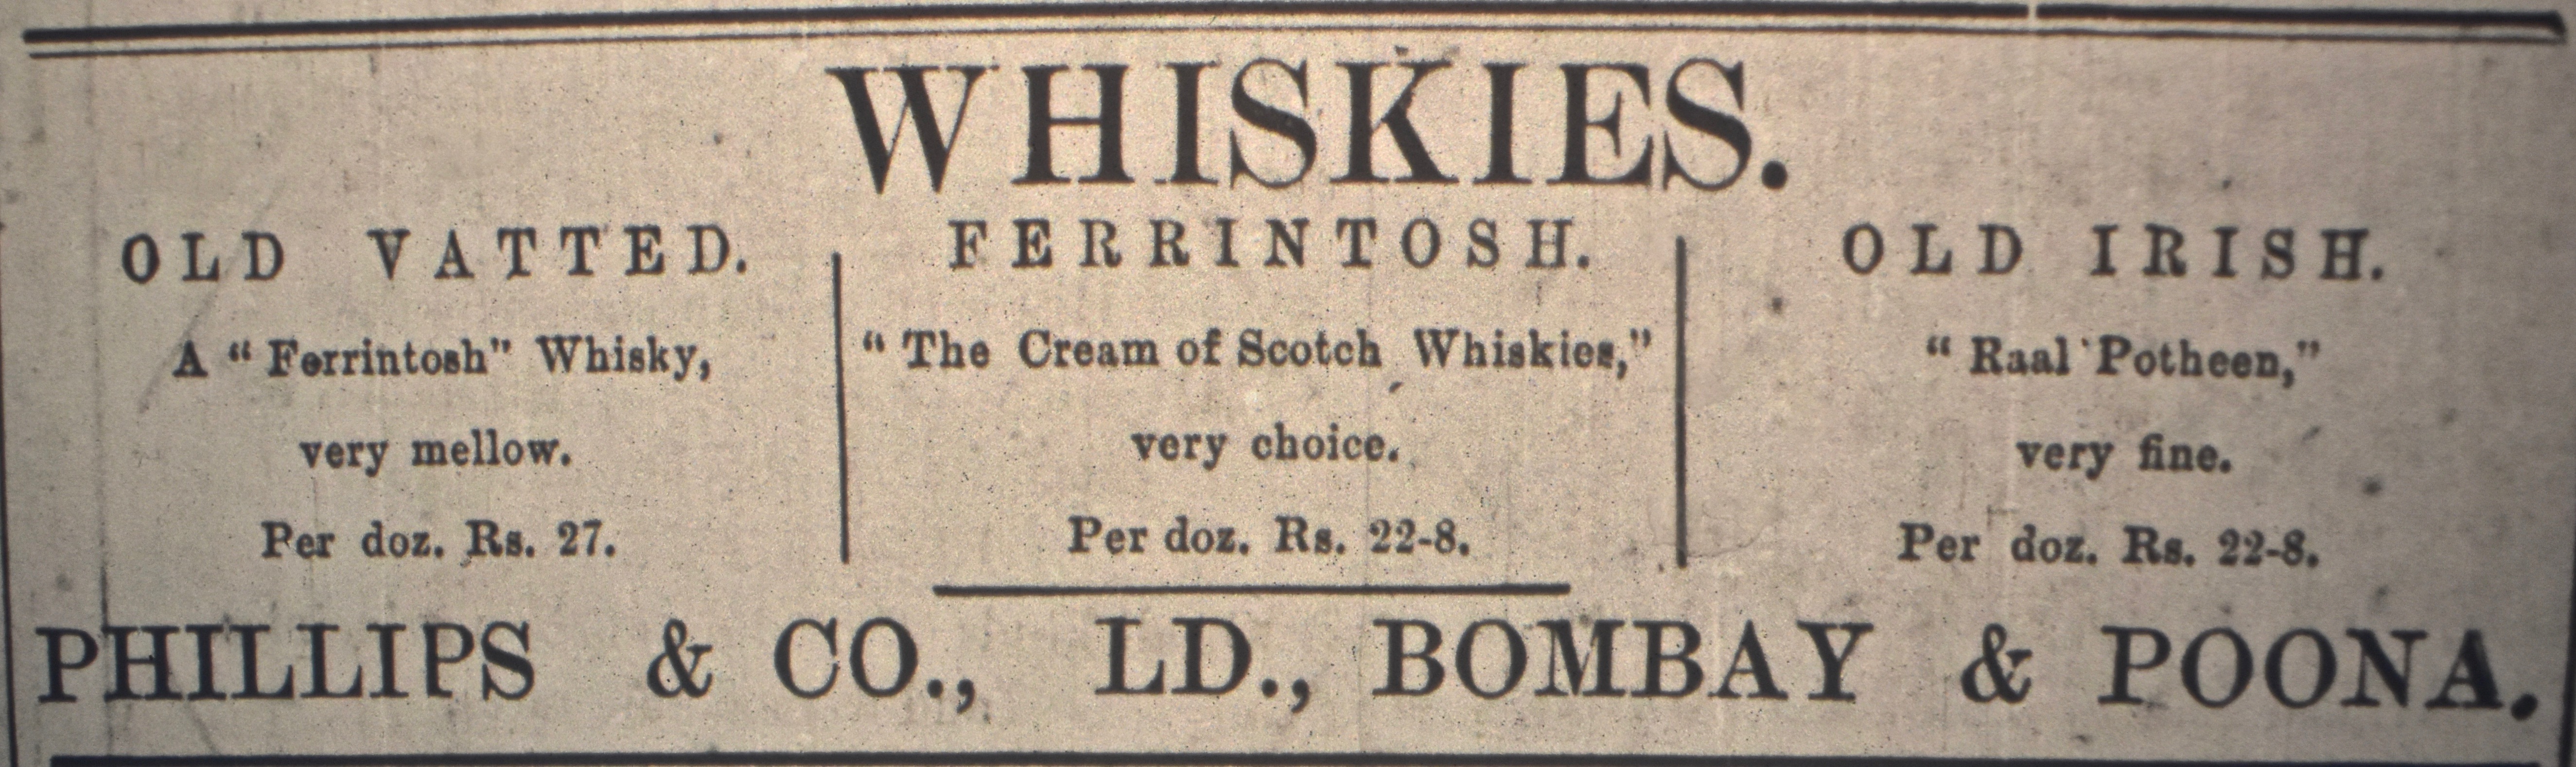 WHISKIES.
OLD VATTED.
A “Ferrintosh” Whisky,
very mellow.
Per doz. Rs. 27.
FERRINTOSH.
“The Cream of Scotch Whiskies,”
very choice.
Per doz. Rs. 22-8.
OLD IRISH.
“Raal Potheen,”
very fine.
Per doz. Rs. 22-8.
PHILLIPS & CO., LD., BOMBAY & POONA.